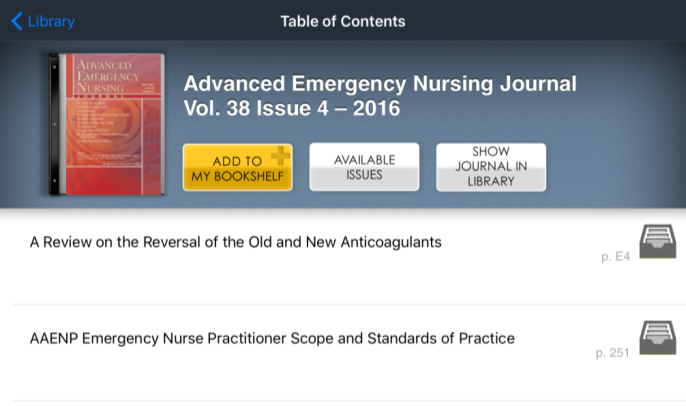 Library
Table of Contents
ADVANCED
EMERGENCY
NURSING
JOURNAL
Advanced Emergency Nursing Journal
Vol. 38 Issue 4 – 2016
ADD TO
MY BOOKSHELF
AVAILABLE
ISSUES
SHOW
JOURNAL IN
LIBRARY
A Review on the Reversal of the Old and New Anticoagulants
p. E4
AAENP Emergency Nurse Practitioner Scope and Standards of Practice
p. 251